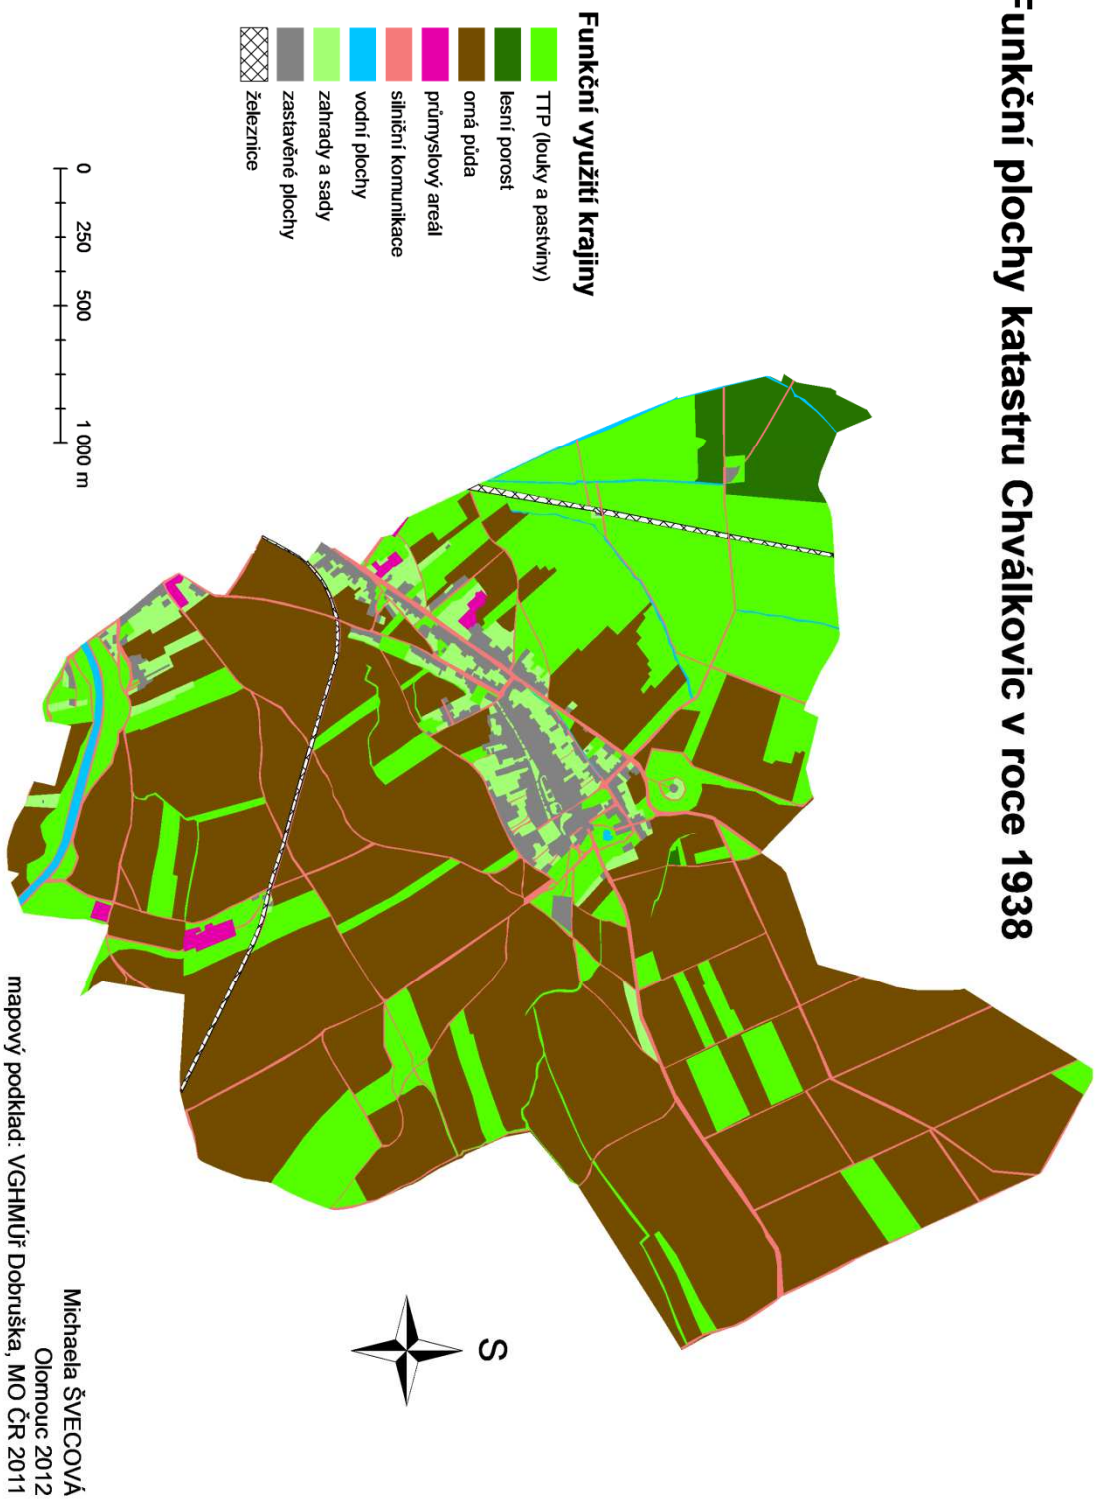 Funkční plochy katastru Chválkovic v roce 1938
Funkční využití krajiny
TTP (louky a pastviny)
lesní porost
orná půda
průmyslový areál
silniční komunikace
vodní plochy
zahrady a sady
zastavěné plochy
železnice
0 250 500 1 000 m
S
Michaela ŠVECOVÁ
Olomouc 2012
mapový podklad: VGHMÚř Dobruška, MO ČR 2011